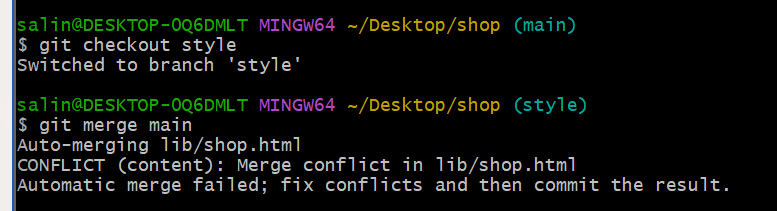 salin@DESKTOP-OQ6DMLT MINGW64 ~/Desktop/shop (main)
$ git checkout style
Switched to branch 'style'
salin@DESKTOP-OQ6DMLT MINGW64 ~/Desktop/shop (style)
$ git merge main
Auto-merging lib/shop.html
CONFLICT (content): Merge conflict in lib/shop.html
Automatic merge failed; fix conflicts and then commit the result.